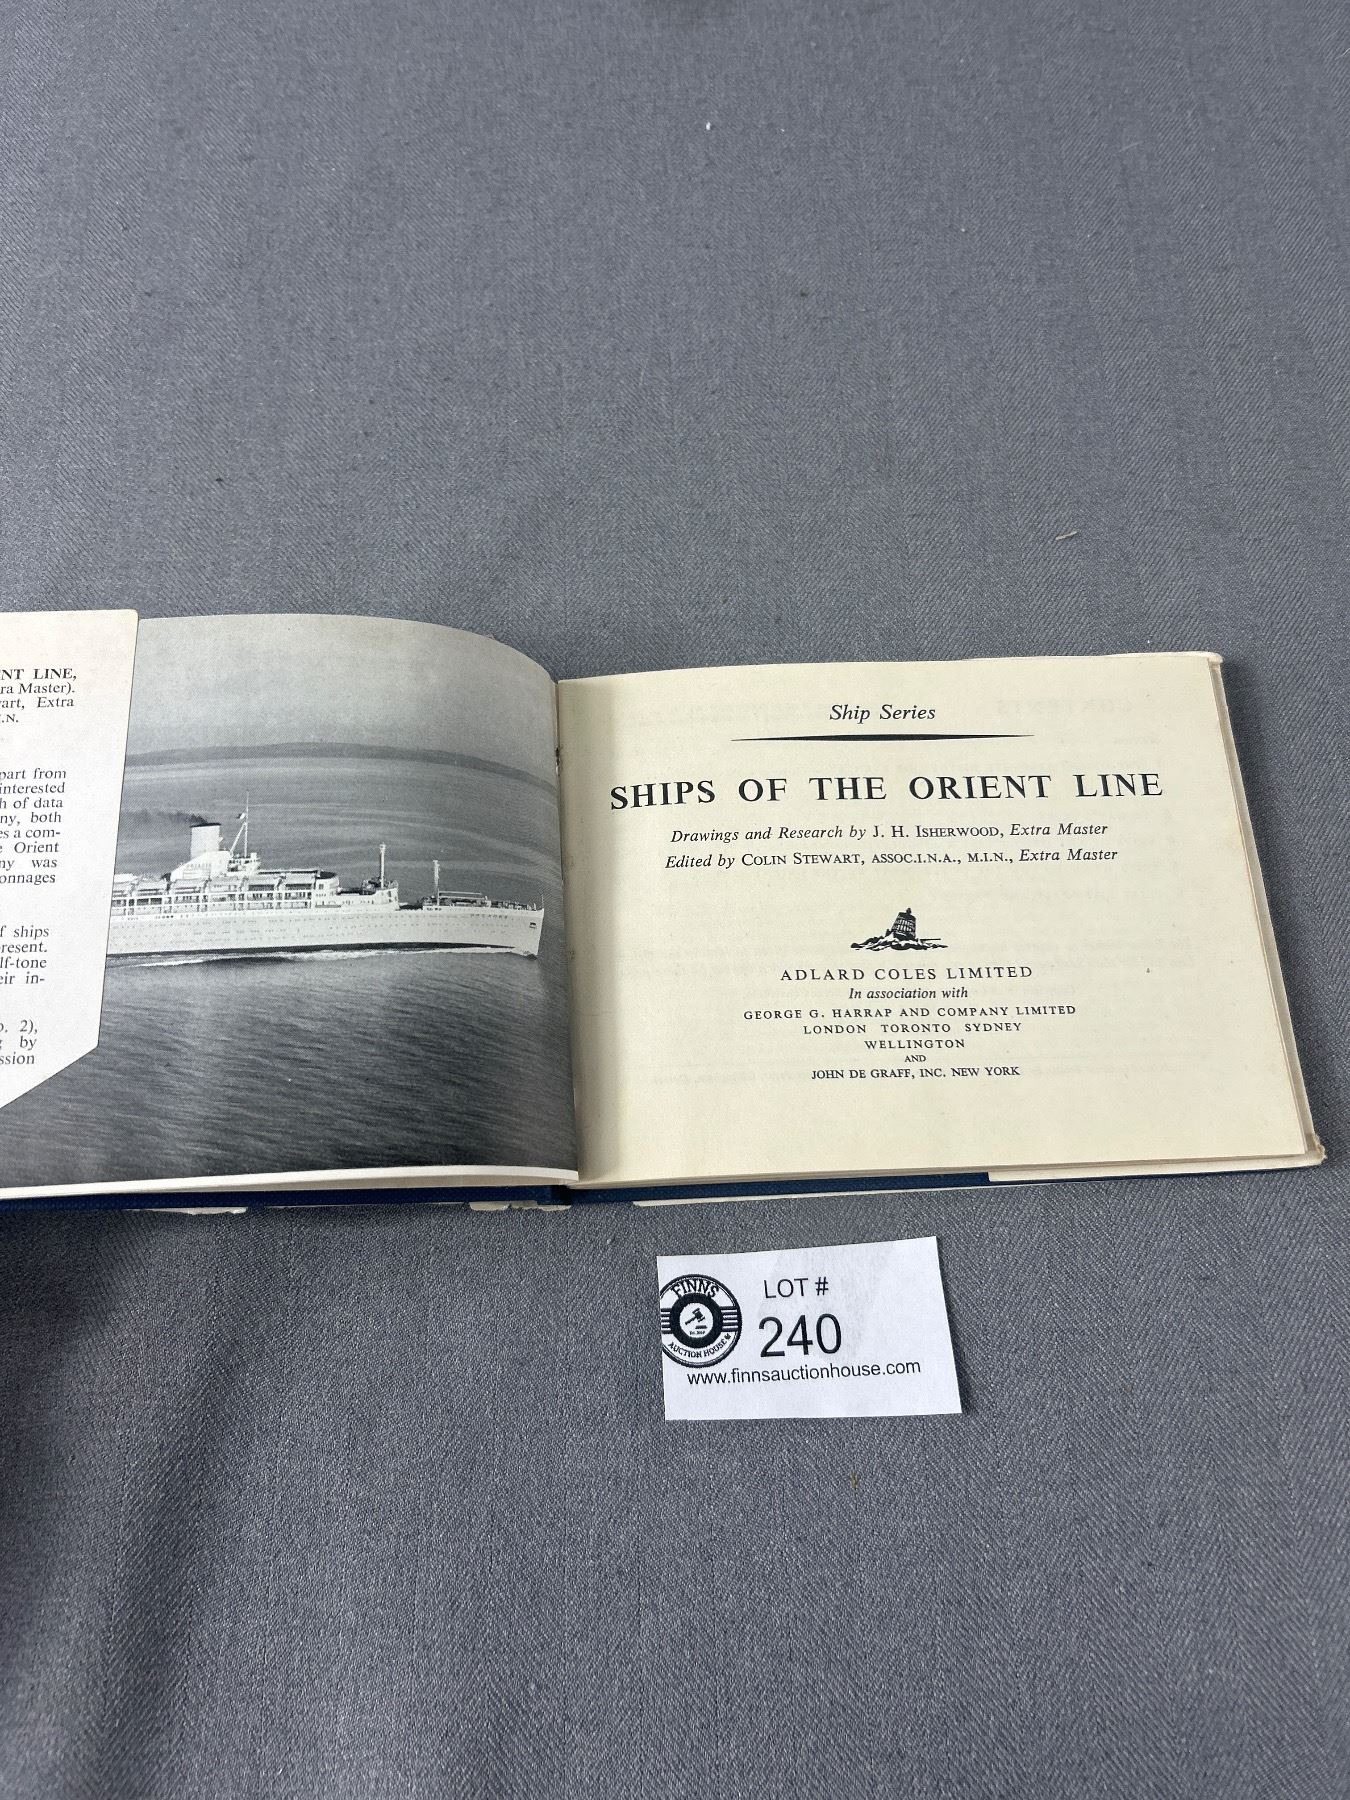 NT LINE,
ra Master).
art, Extra
I.N.
part from
interested
h of data
ny, both
es a com-
e Orient
ny was
onnages
f ships
resent.
lf-tone
eir in-
o. 2),
g by
ssion
Ship Series
SHIPS OF THE ORIENT LINE
Drawings and Research by J. H. ISHERWOOD, Extra Master
Edited by COLIN STEWART, ASSOC.I.N.A., M.I.N., Extra Master
ADLARD COLES LIMITED
In association with
GEORGE G. HARRAP AND COMPANY LIMITED
LONDON TORONTO SYDNEY
WELLINGTON
AND
JOHN DE GRAFF, INC. NEW YORK
FINNS
AUCTION HOUSE
LOT #
240
www.finnsauctionhouse.com